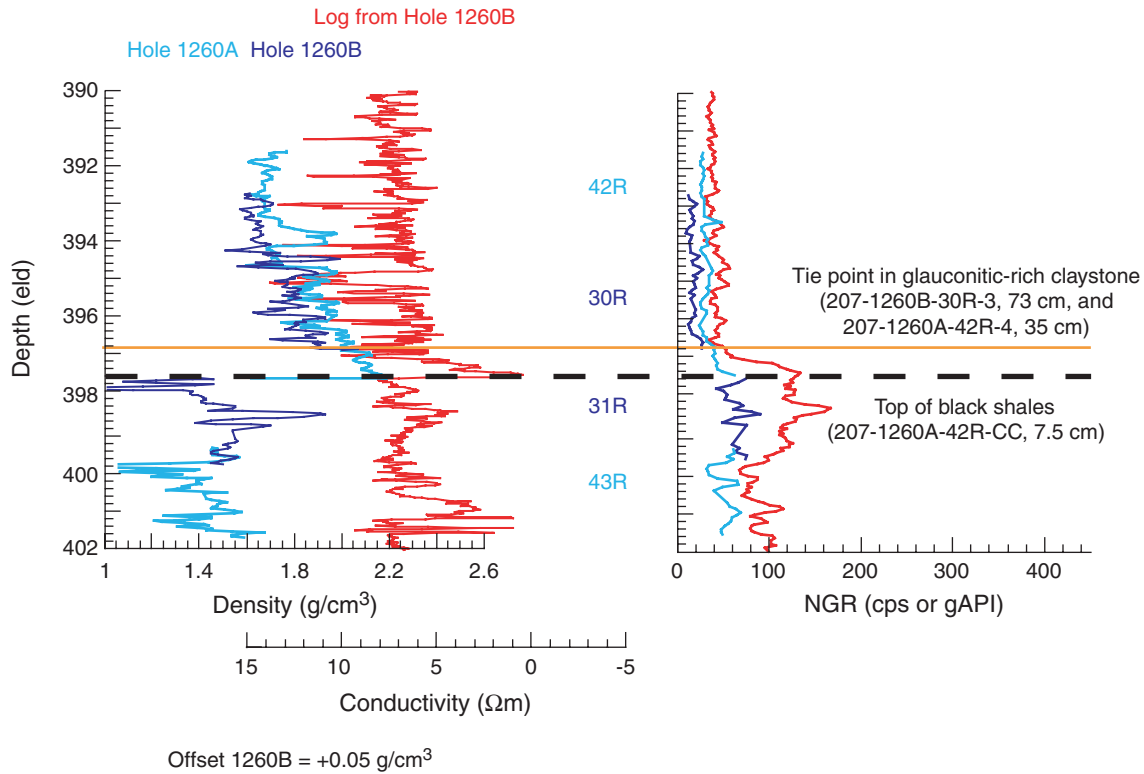 Log from Hole 1260B
Hole 1260A Hole 1260B
390
392
394
396
398
400
402
Depth (eld)
1 1.4 1.8 2.2 2.6
Density (g/cm³)
15 10 5 0 -5
Conductivity (Ωm)
Offset 1260B = +0.05 g/cm³
42R
30R
31R
43R
Tie point in glauconitic-rich claystone
(207-1260B-30R-3, 73 cm, and
207-1260A-42R-4, 35 cm)
Top of black shales
(207-1260A-42R-CC, 7.5 cm)
0 100 200 300 400
NGR (cps or gAPI)